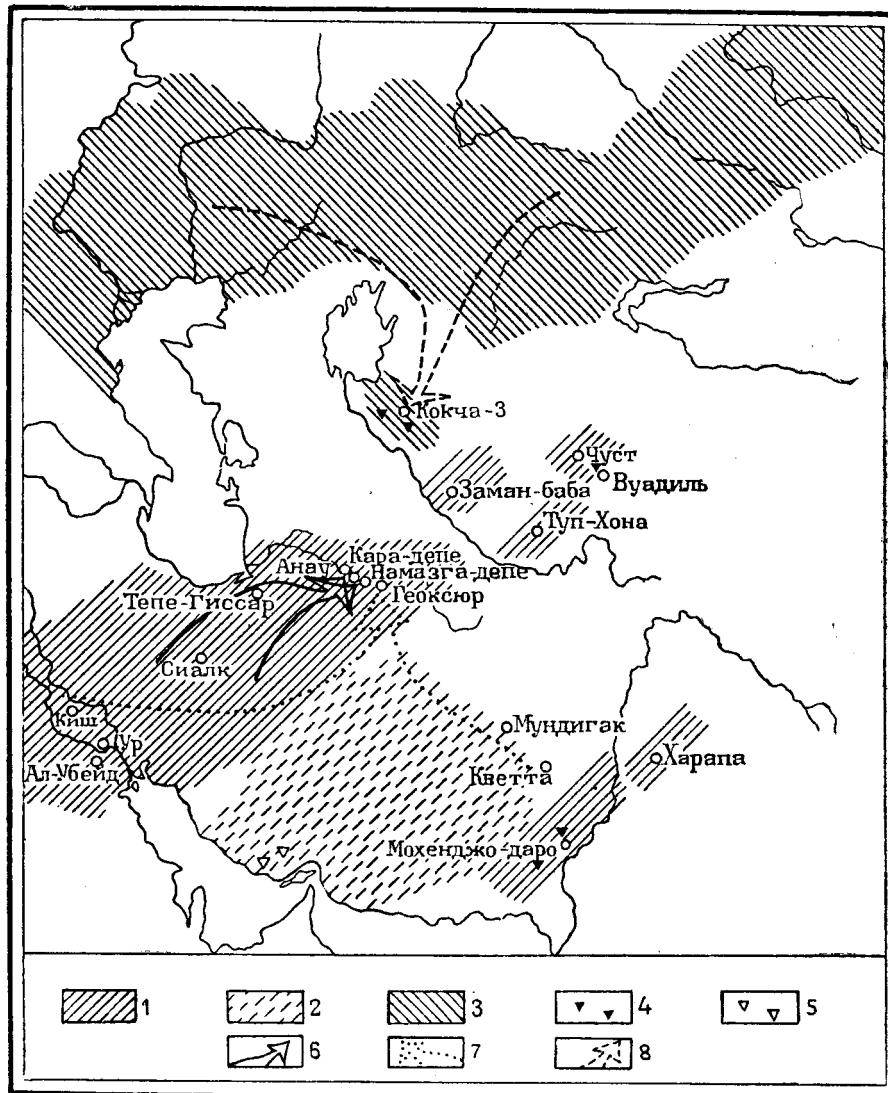 Кокча-3
Чуст
Вуадиль
Заман-баба
Туп-Хона
Кара-депе
Анау
Намазга-депе
Геоксюр
Тепе-Гиссар
Сиалк
Киш
Ур
Ал-Убейд
Мундигак
Кветта
Харапа
Мохенджо-даро
1 2 3 4 5
6 7 8